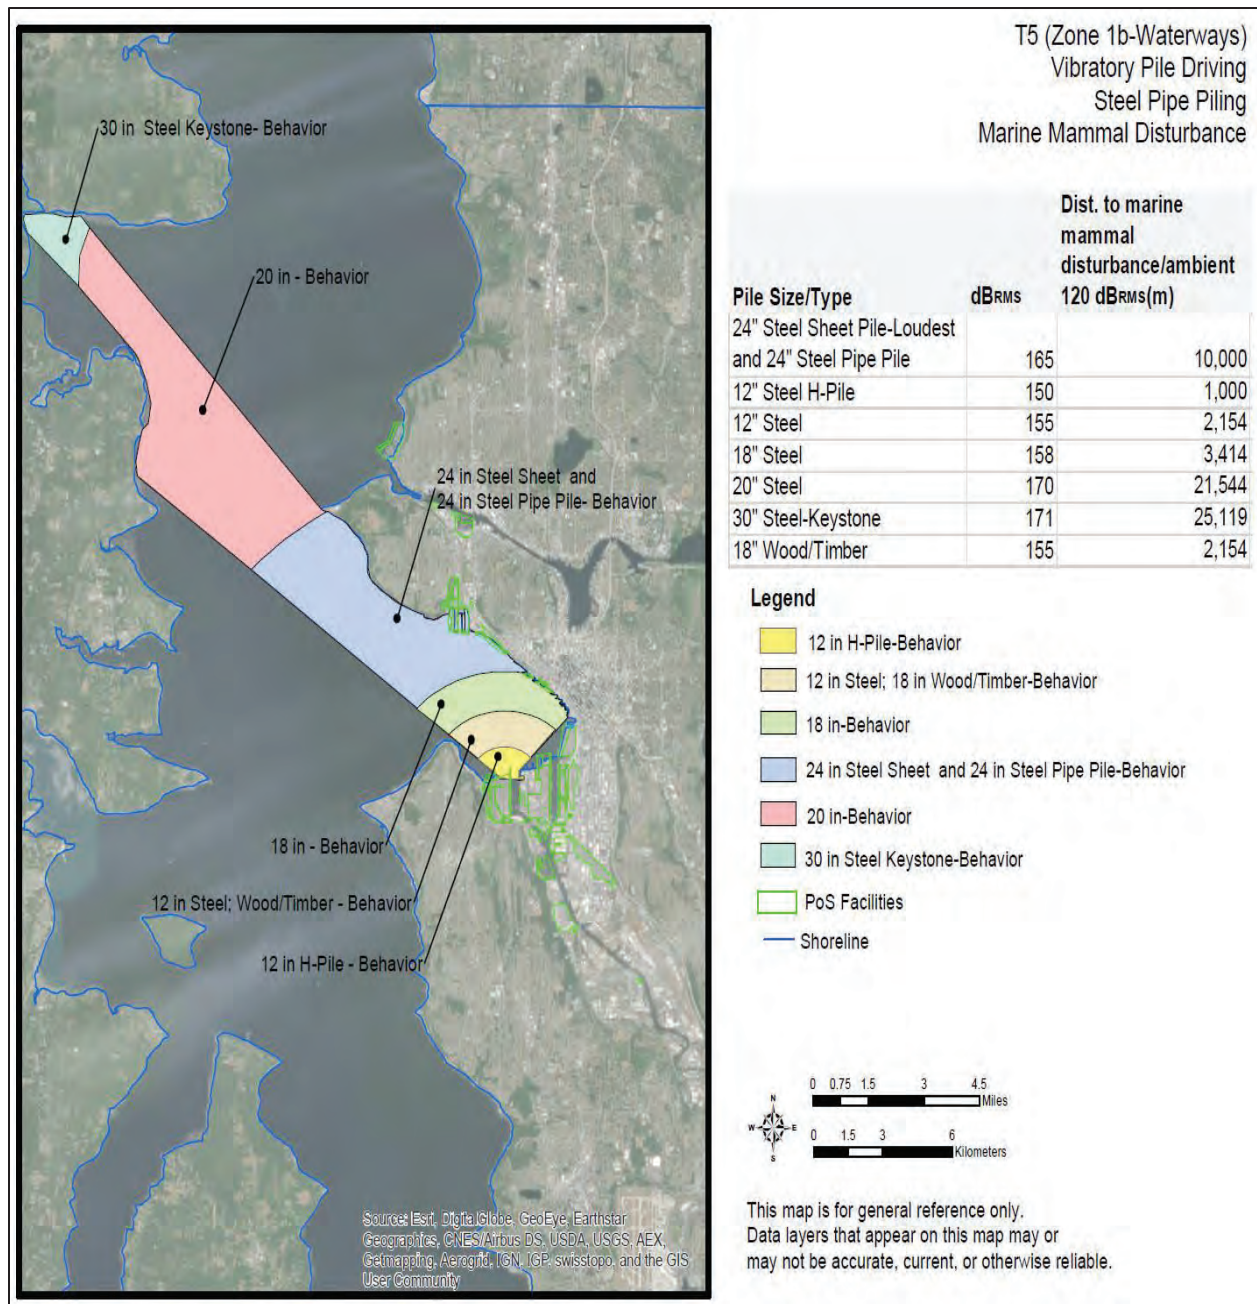 T5 (Zone 1b-Waterways)
Vibratory Pile Driving
Steel Pipe Piling
Marine Mammal Disturbance
30 in Steel Keystone- Behavior
20 in - Behavior
24 in Steel Sheet and
24 in Steel Pipe Pile- Behavior
18 in - Behavior
12 in Steel; Wood/Timber - Behavior
12 in H-Pile - Behavior
Source: Esri, DigitalGlobe, GeoEye, Earthstar
Geographics, CNES/Airbus DS, USDA, USGS, AEX,
Getmapping, Aerogrid, IGN, IGP, swisstopo, and the GIS
User Community
Dist. to marine
mammal
disturbance/ambient
Pile Size/Type dBRMS 120 dBRMS(m)
24" Steel Sheet Pile-Loudest
and 24" Steel Pipe Pile 165 10,000
12" Steel H-Pile 150 1,000
12" Steel 155 2,154
18" Steel 158 3,414
20" Steel 170 21,544
30" Steel-Keystone 171 25,119
18" Wood/Timber 155 2,154
Legend
12 in H-Pile-Behavior
12 in Steel; 18 in Wood/Timber-Behavior
18 in-Behavior
24 in Steel Sheet and 24 in Steel Pipe Pile-Behavior
20 in-Behavior
30 in Steel Keystone-Behavior
PoS Facilities
Shoreline
N
W E
S
0 0.75 1.5 3 4.5
Miles
0 1.5 3 6
Kilometers
This map is for general reference only.
Data layers that appear on this map may or
may not be accurate, current, or otherwise reliable.